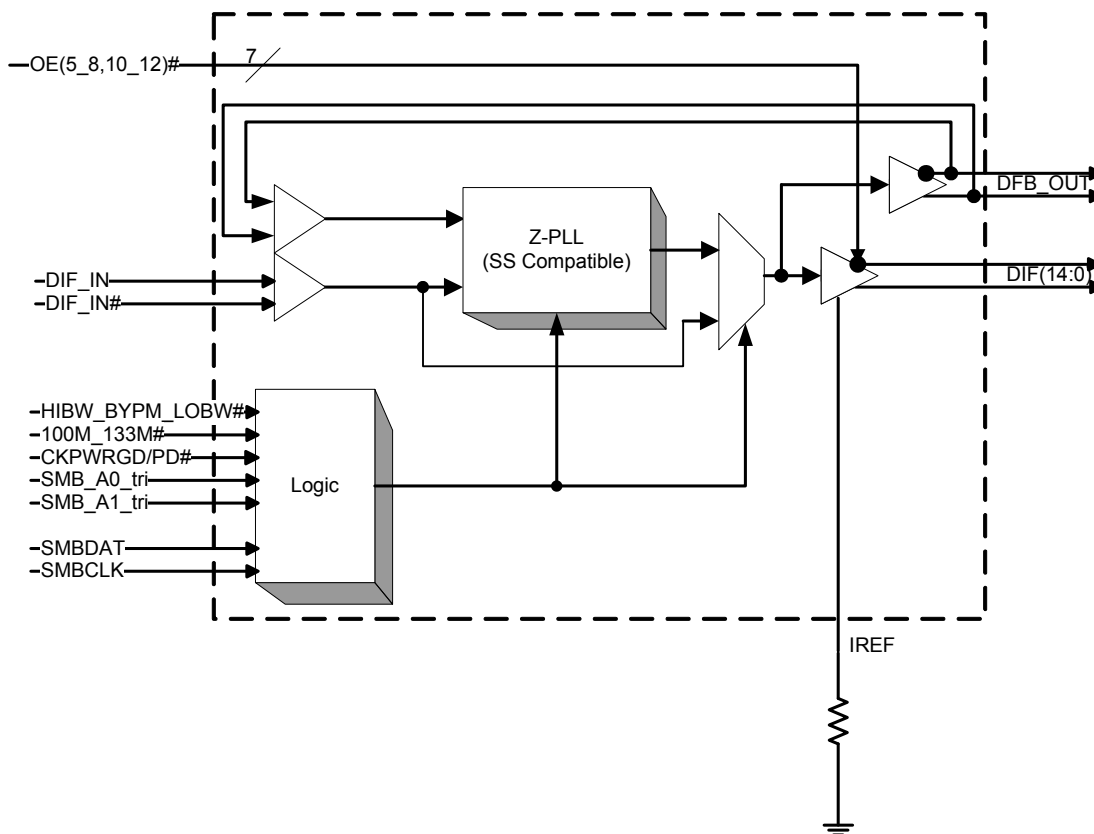 OE(5_8,10_12)#
7
DFB_OUT
Z-PLL
(SS Compatible)
DIF_IN
DIF_IN#
DIF(14:0)
HIBW_BYPM_LOBW#
100M_133M#
CKPWRGD/PD#
SMB_A0_tri
SMB_A1_tri
Logic
SMBDAT
SMBCLK
IREF